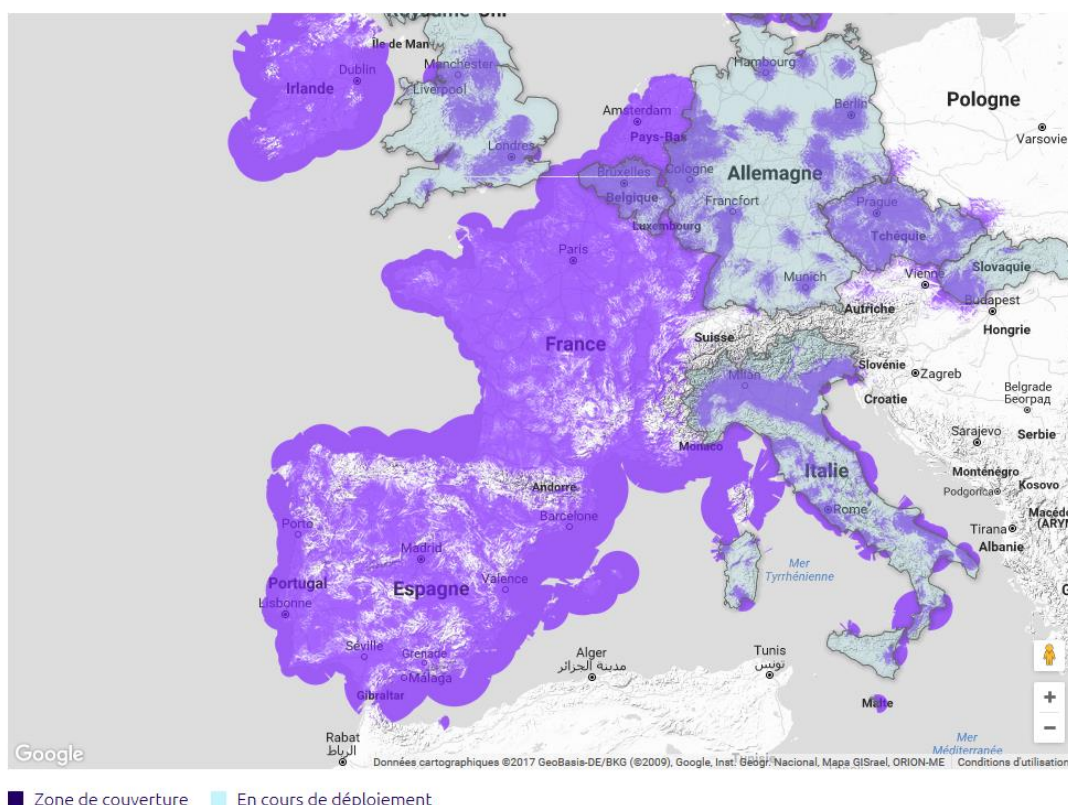 Royaume-Uni
Île de Man
Dublin
Irlande
Manchester
Liverpool
Londres
Hambourg
Amsterdam
Pays-Bas
Berlin
Pologne
Varsovie
Bruxelles
Belgique
Cologne
Allemagne
Francfort
Luxembourg
Prague
Tchéquie
Paris
Munich
Vienne
Slovaquie
Budapest
Autriche
Hongrie
France
Suisse
Slovénie
Zagreb
Milan
Croatie
Belgrade
Београд
Sarajevo
Serbie
Monaco
Italie
Monténégro
Kosovo
Podgorica
Macéd
(ARYM
Andorre
Barcelone
Rome
Tirana
Albanie
Porto
Madrid
Mer
Tyrrhénienne
Portugal
Espagne
Valence
Lisbonne
Séville
Grenade
Málaga
Gibraltar
Alger
مدينة الجزائر
Tunis
تونس
Malte
Rabat
الرباط
Mer
Méditerranée
Tunisie
Google
Données cartographiques ©2017 GeoBasis-DE/BKG (©2009), Google, Inst. Geogr. Nacional, Mapa GISrael, ORION-ME
Conditions d'utilisation
Zone de couverture
En cours de déploiement